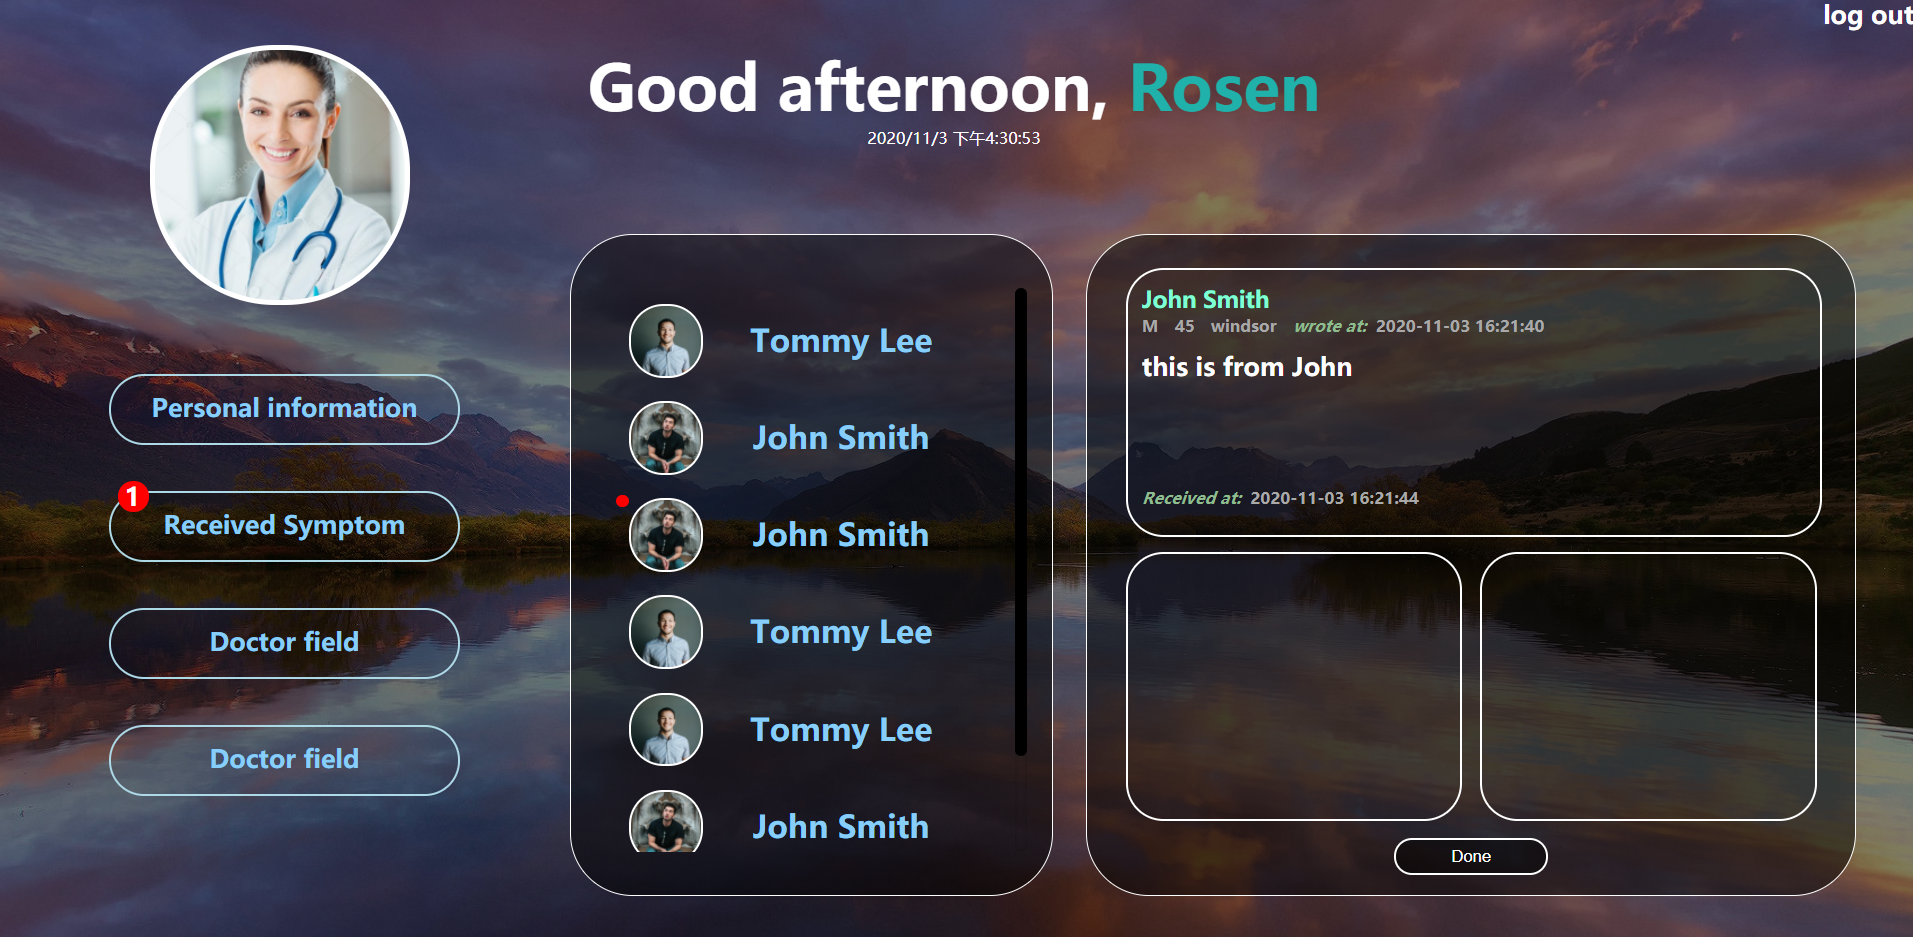 log out
Good afternoon, Rosen
2020/11/3 下午4:30:53
Personal information
1
Received Symptom
Doctor field
Doctor field
Tommy Lee
John Smith
John Smith
Tommy Lee
Tommy Lee
John Smith
John Smith
M 45 windsor wrote at: 2020-11-03 16:21:40
this is from John
Received at: 2020-11-03 16:21:44
Done